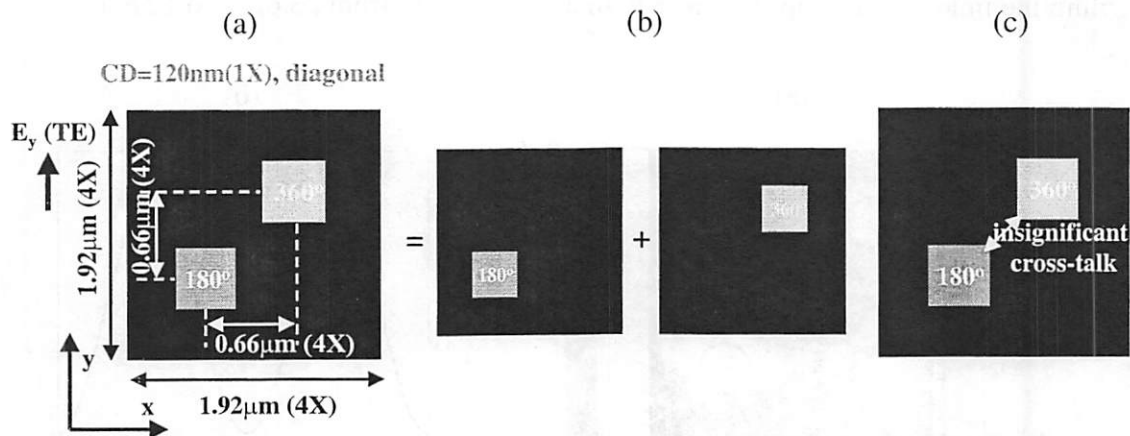 (a)
(b)
(c)
CD=120nm(1X), diagonal
E_y (TE)
1.92μm (4X)
0.66μm (4X)
360°
180°
0.66μm (4X)
y
x
1.92μm (4X)
=
180°
+
360
360°
insignificant
cross-talk
180°